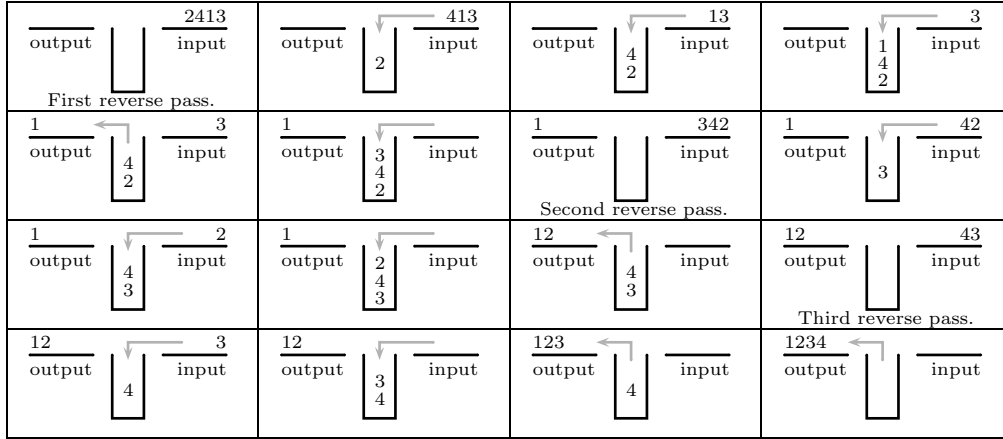 2413
output input
2
First reverse pass.
413
output input
2
13
output input
4
2
3
output input
1
4
2
1 3
output input
4
2
1
output input
3
4
2
1 342
output input
Second reverse pass.
1 42
output input
3
1 2
output input
4
3
1
output input
2
4
3
12
output input
4
3
12 43
output input
Third reverse pass.
12 3
output input
4
12
output input
3
4
123
output input
4
1234
output input